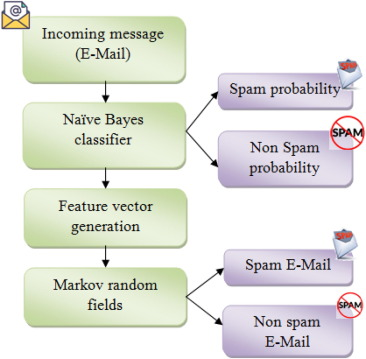 Incoming message
(E-Mail)
Spam probability
Naïve Bayes
classifier
SPAM
Non Spam
probability
Feature vector
generation
Spam E-Mail
Markov random
fields
SPAM
Non spam
E-Mail